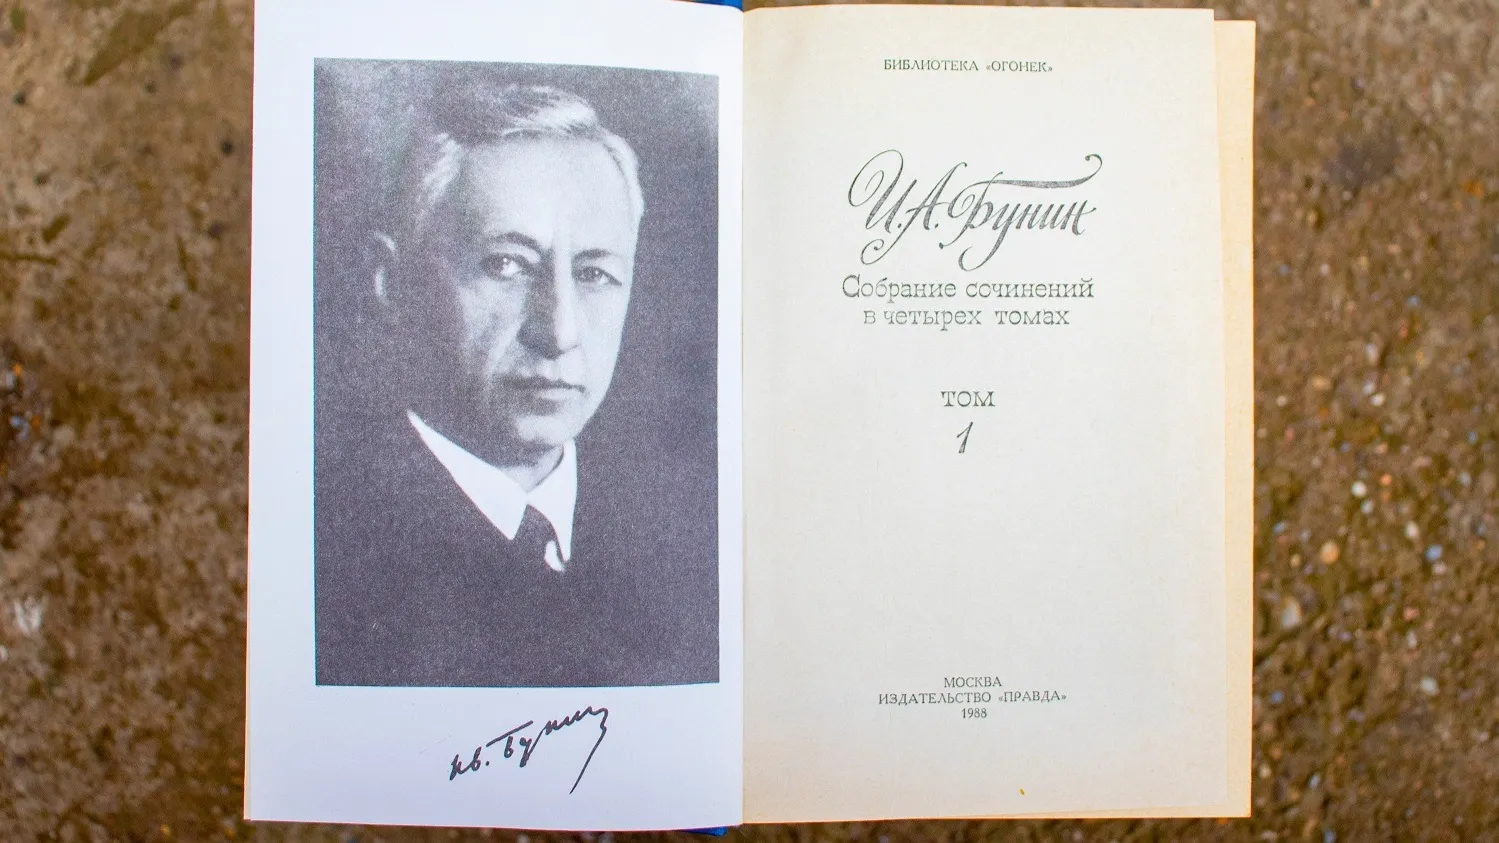 Ив. Бунин
БИБЛИОТЕКА «ОГОНЕК»
И. А. Бунин
Собрание сочинений
в четырех томах
ТОМ
1
МОСКВА
ИЗДАТЕЛЬСТВО «ПРАВДА»
1988